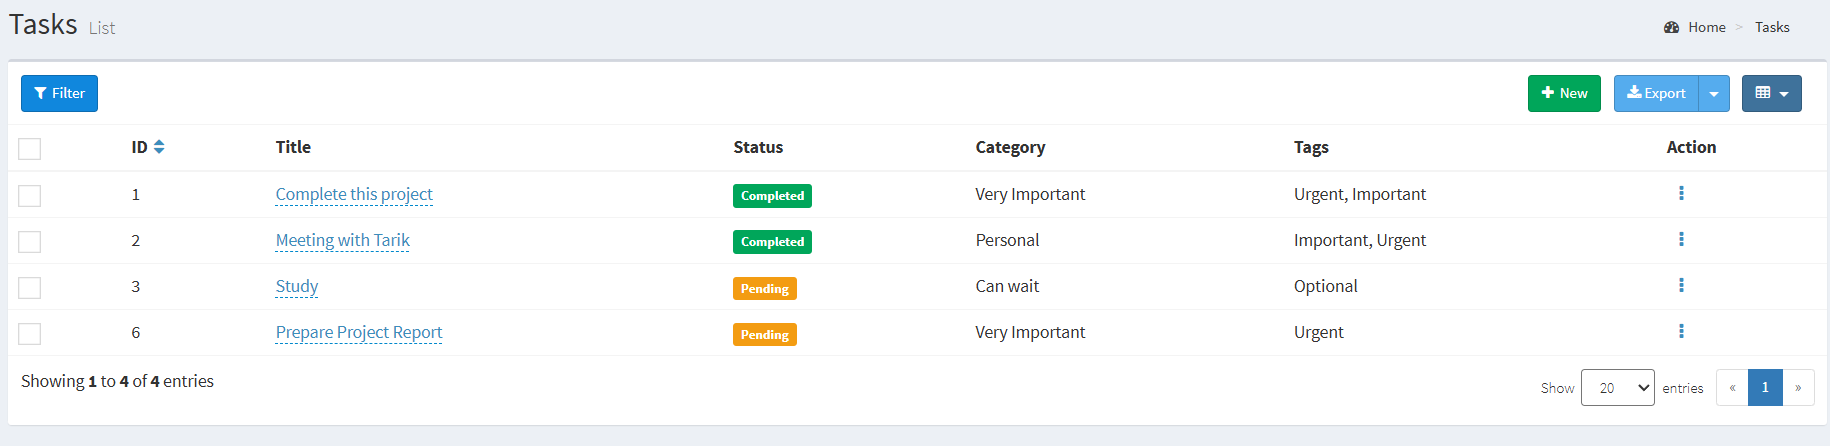 Tasks List
Home > Tasks
Filter
New Export
ID Title Status Category Tags Action
1 Complete this project Completed Very Important Urgent, Important
2 Meeting with Tarik Completed Personal Important, Urgent
3 Study Pending Can wait Optional
6 Prepare Project Report Pending Very Important Urgent
Showing 1 to 4 of 4 entries
Show 20 entries « 1 »